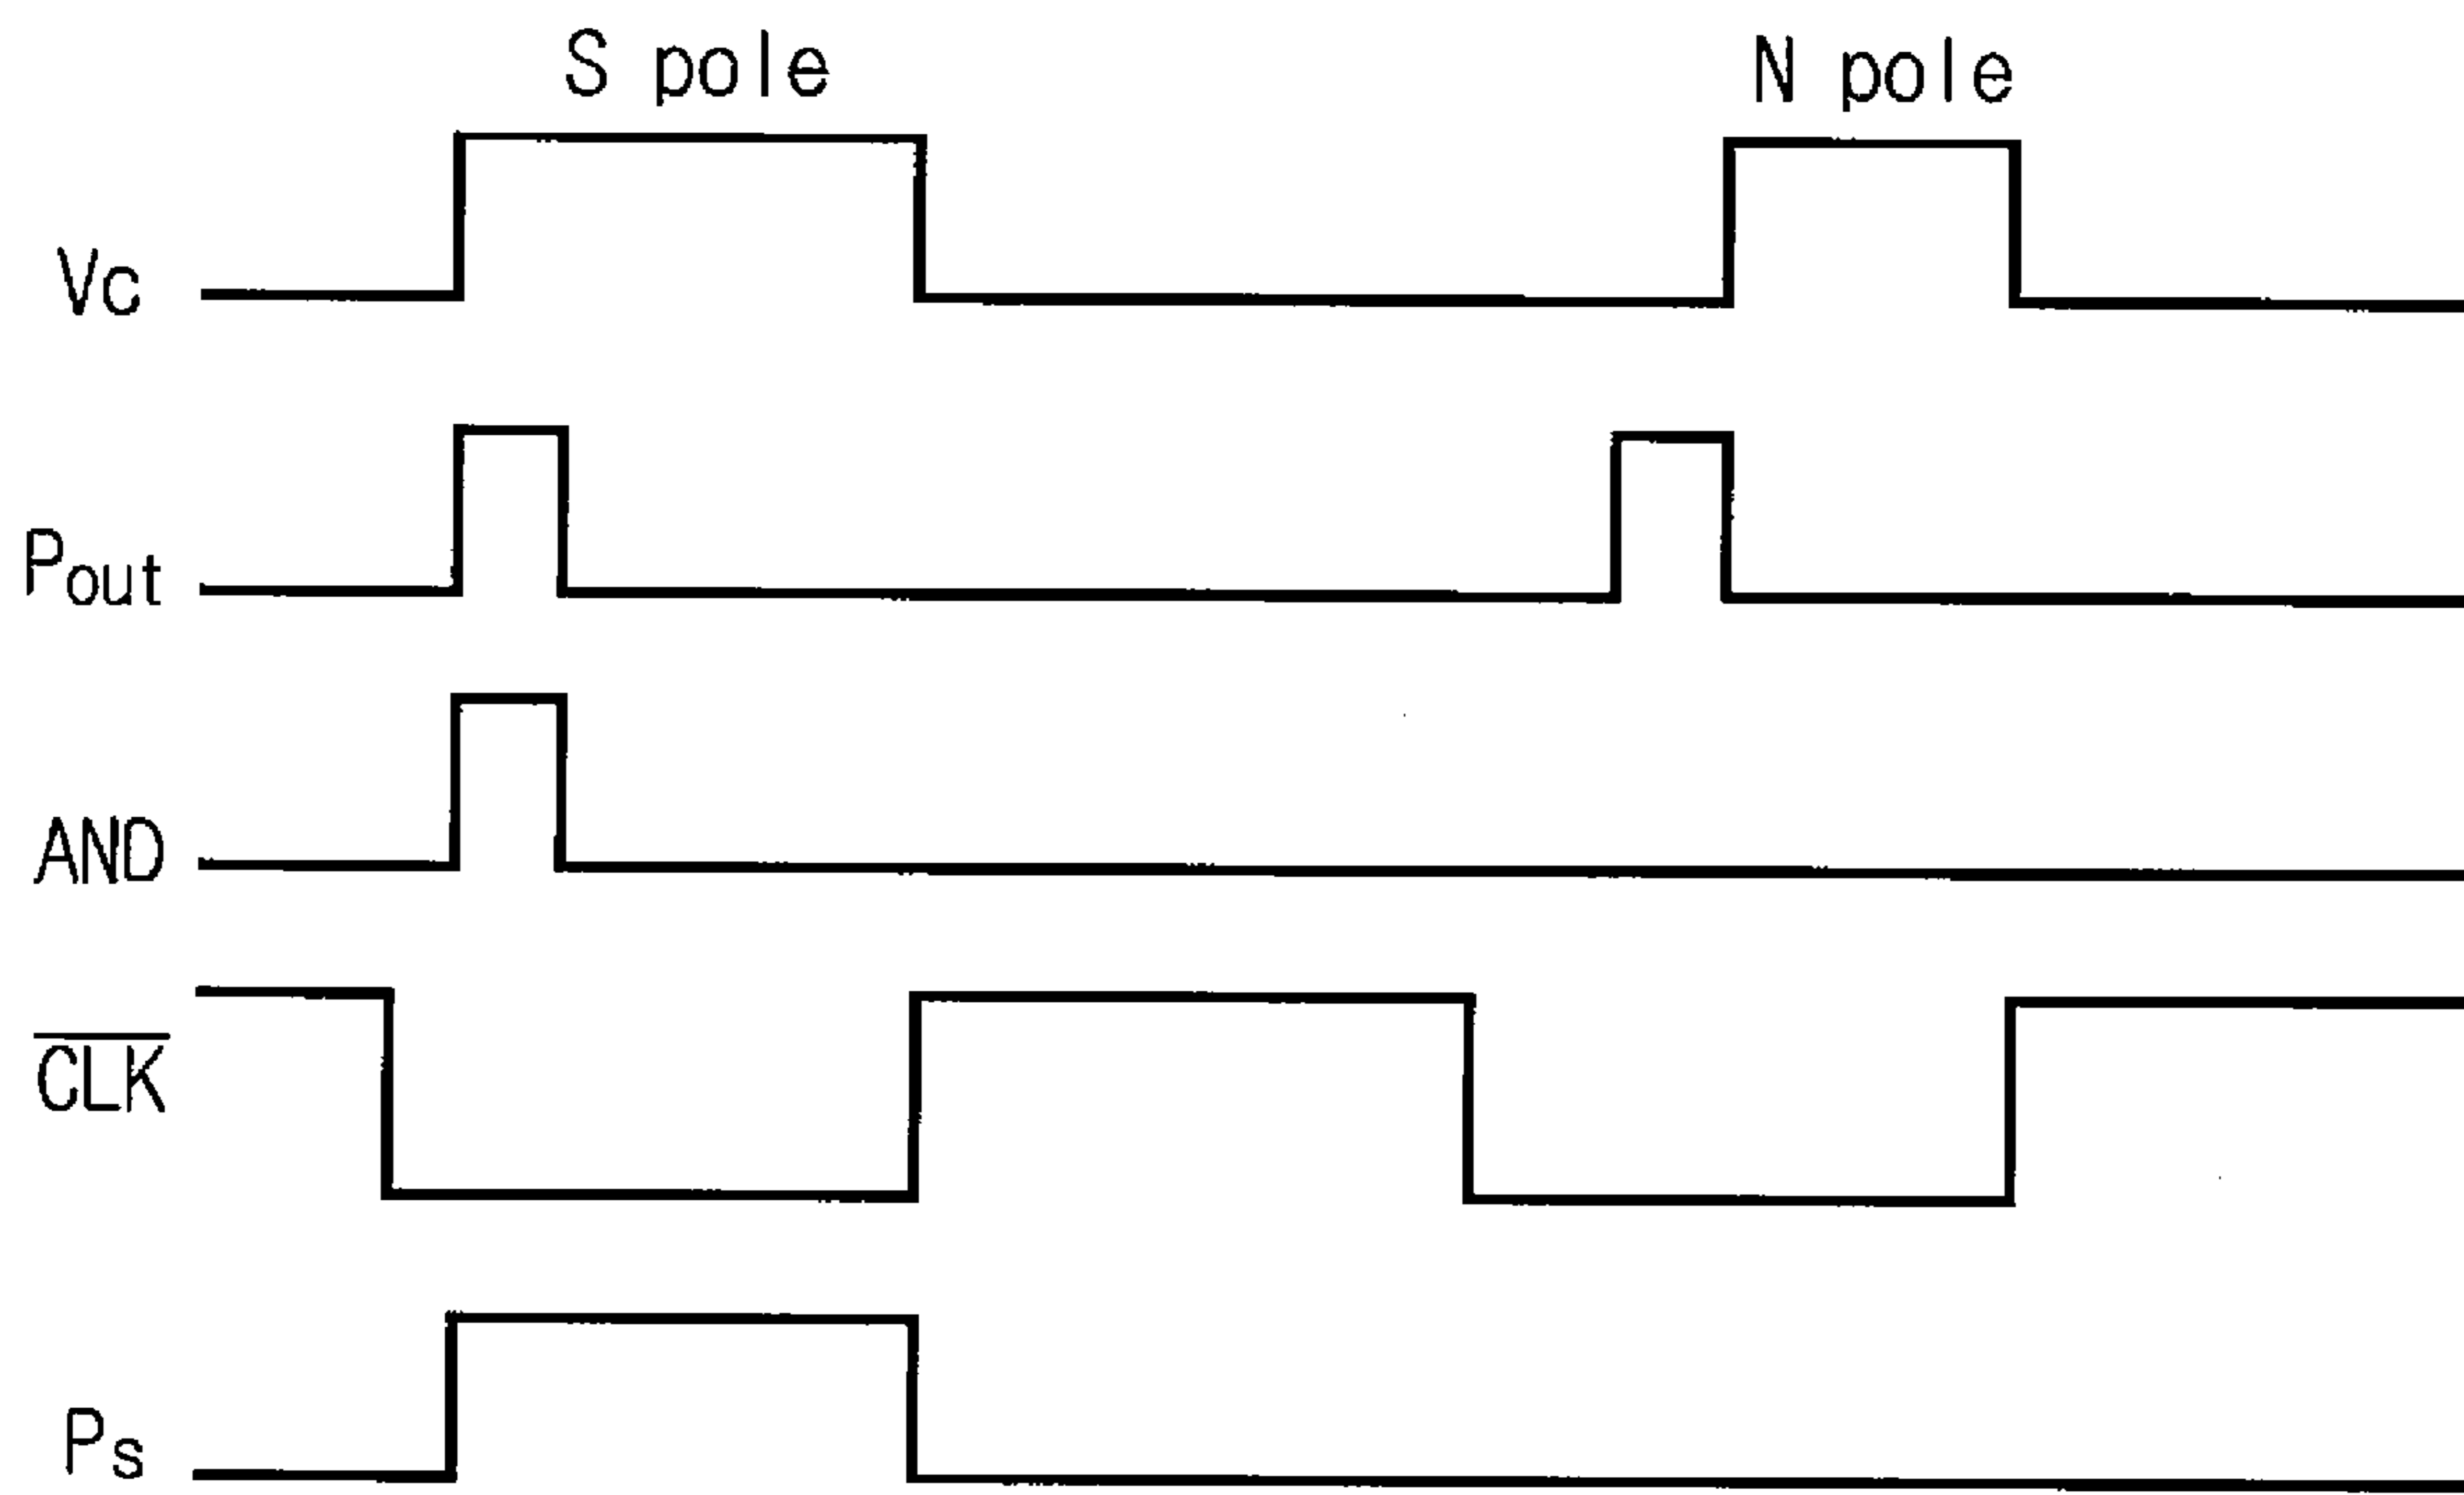 S pole N pole
Vc
Pout
AND
CLK
Ps